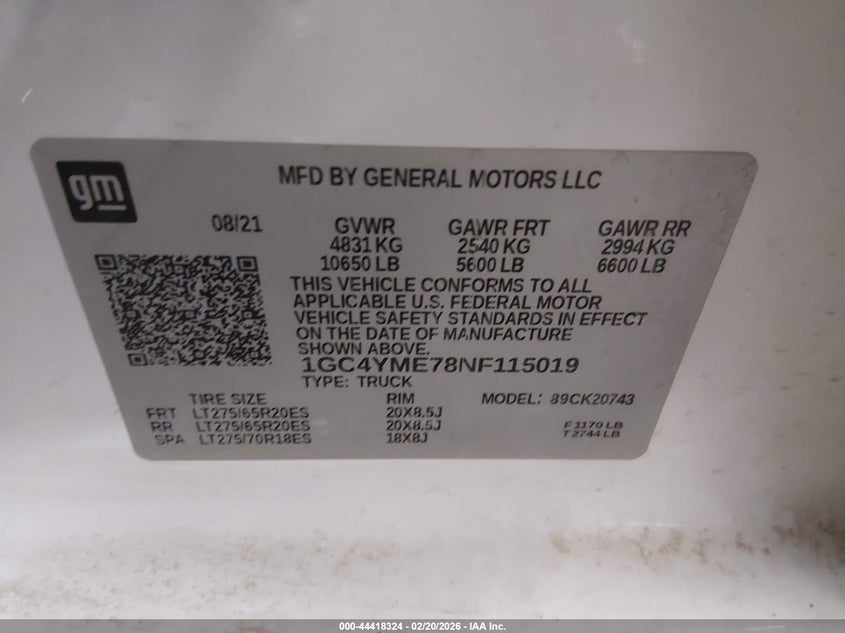 gm
MFD BY GENERAL MOTORS LLC
08/21 GVWR GAWR FRT GAWR RR
4831 KG 2540 KG 2994 KG
10650 LB 5600 LB 6600 LB
THIS VEHICLE CONFORMS TO ALL
APPLICABLE U.S. FEDERAL MOTOR
VEHICLE SAFETY STANDARDS IN EFFECT
ON THE DATE OF MANUFACTURE
SHOWN ABOVE.
1GC4YME78NF115019
TYPE: TRUCK
TIRE SIZE RIM MODEL: 89CK20743
FRT LT275/65R20ES 20X8.5J
RR LT275/65R20ES 20X8.5J F 1170 LB
SPA LT275/70R18ES 18X8J T 2744 LB
000-44418324 - 02/20/2026 - IAA Inc.